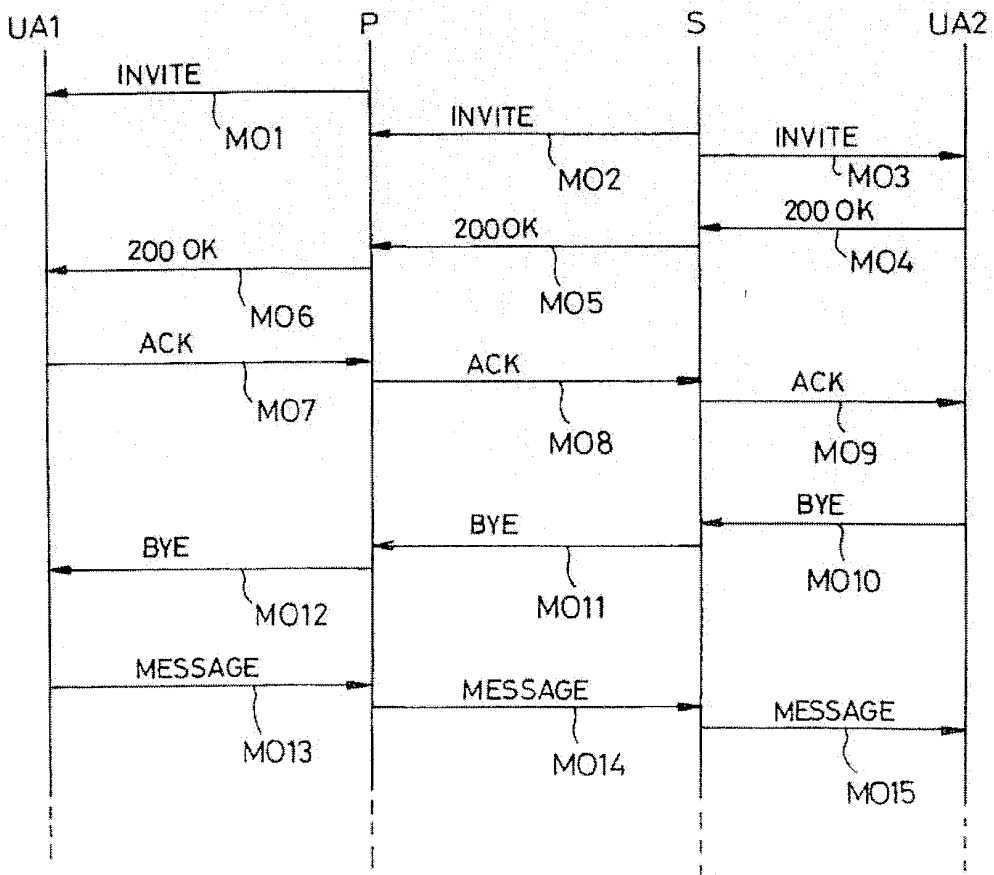 UA1 P S UA2
INVITE
MO1
INVITE
MO2
INVITE
MO3
200 OK
MO4
200 OK
MO5
200 OK
MO6
ACK
MO7
ACK
MO8
ACK
MO9
BYE
MO10
BYE
MO11
BYE
MO12
MESSAGE
MO13
MESSAGE
MO14
MESSAGE
MO15